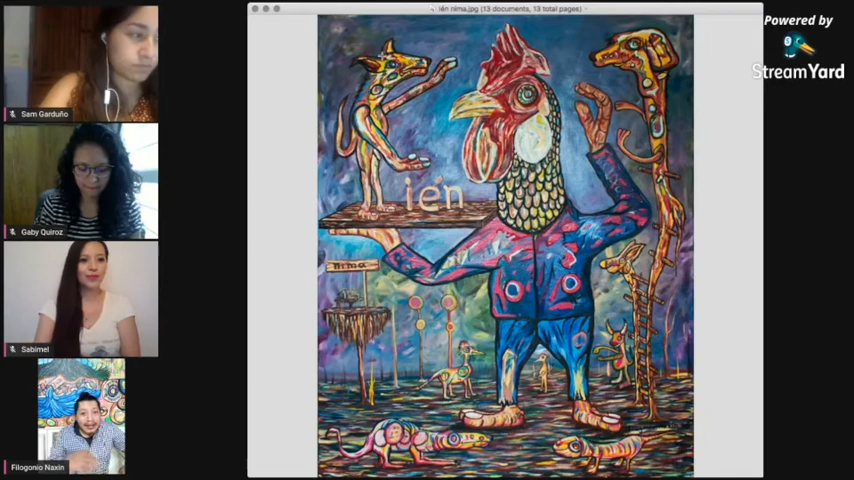 ién nima.jpg (13 documents, 13 total pages)
Powered by
StreamYard
Sam Garduño
Gaby Quiroz
Sabimel
Filogonio Naxin
ién
nima